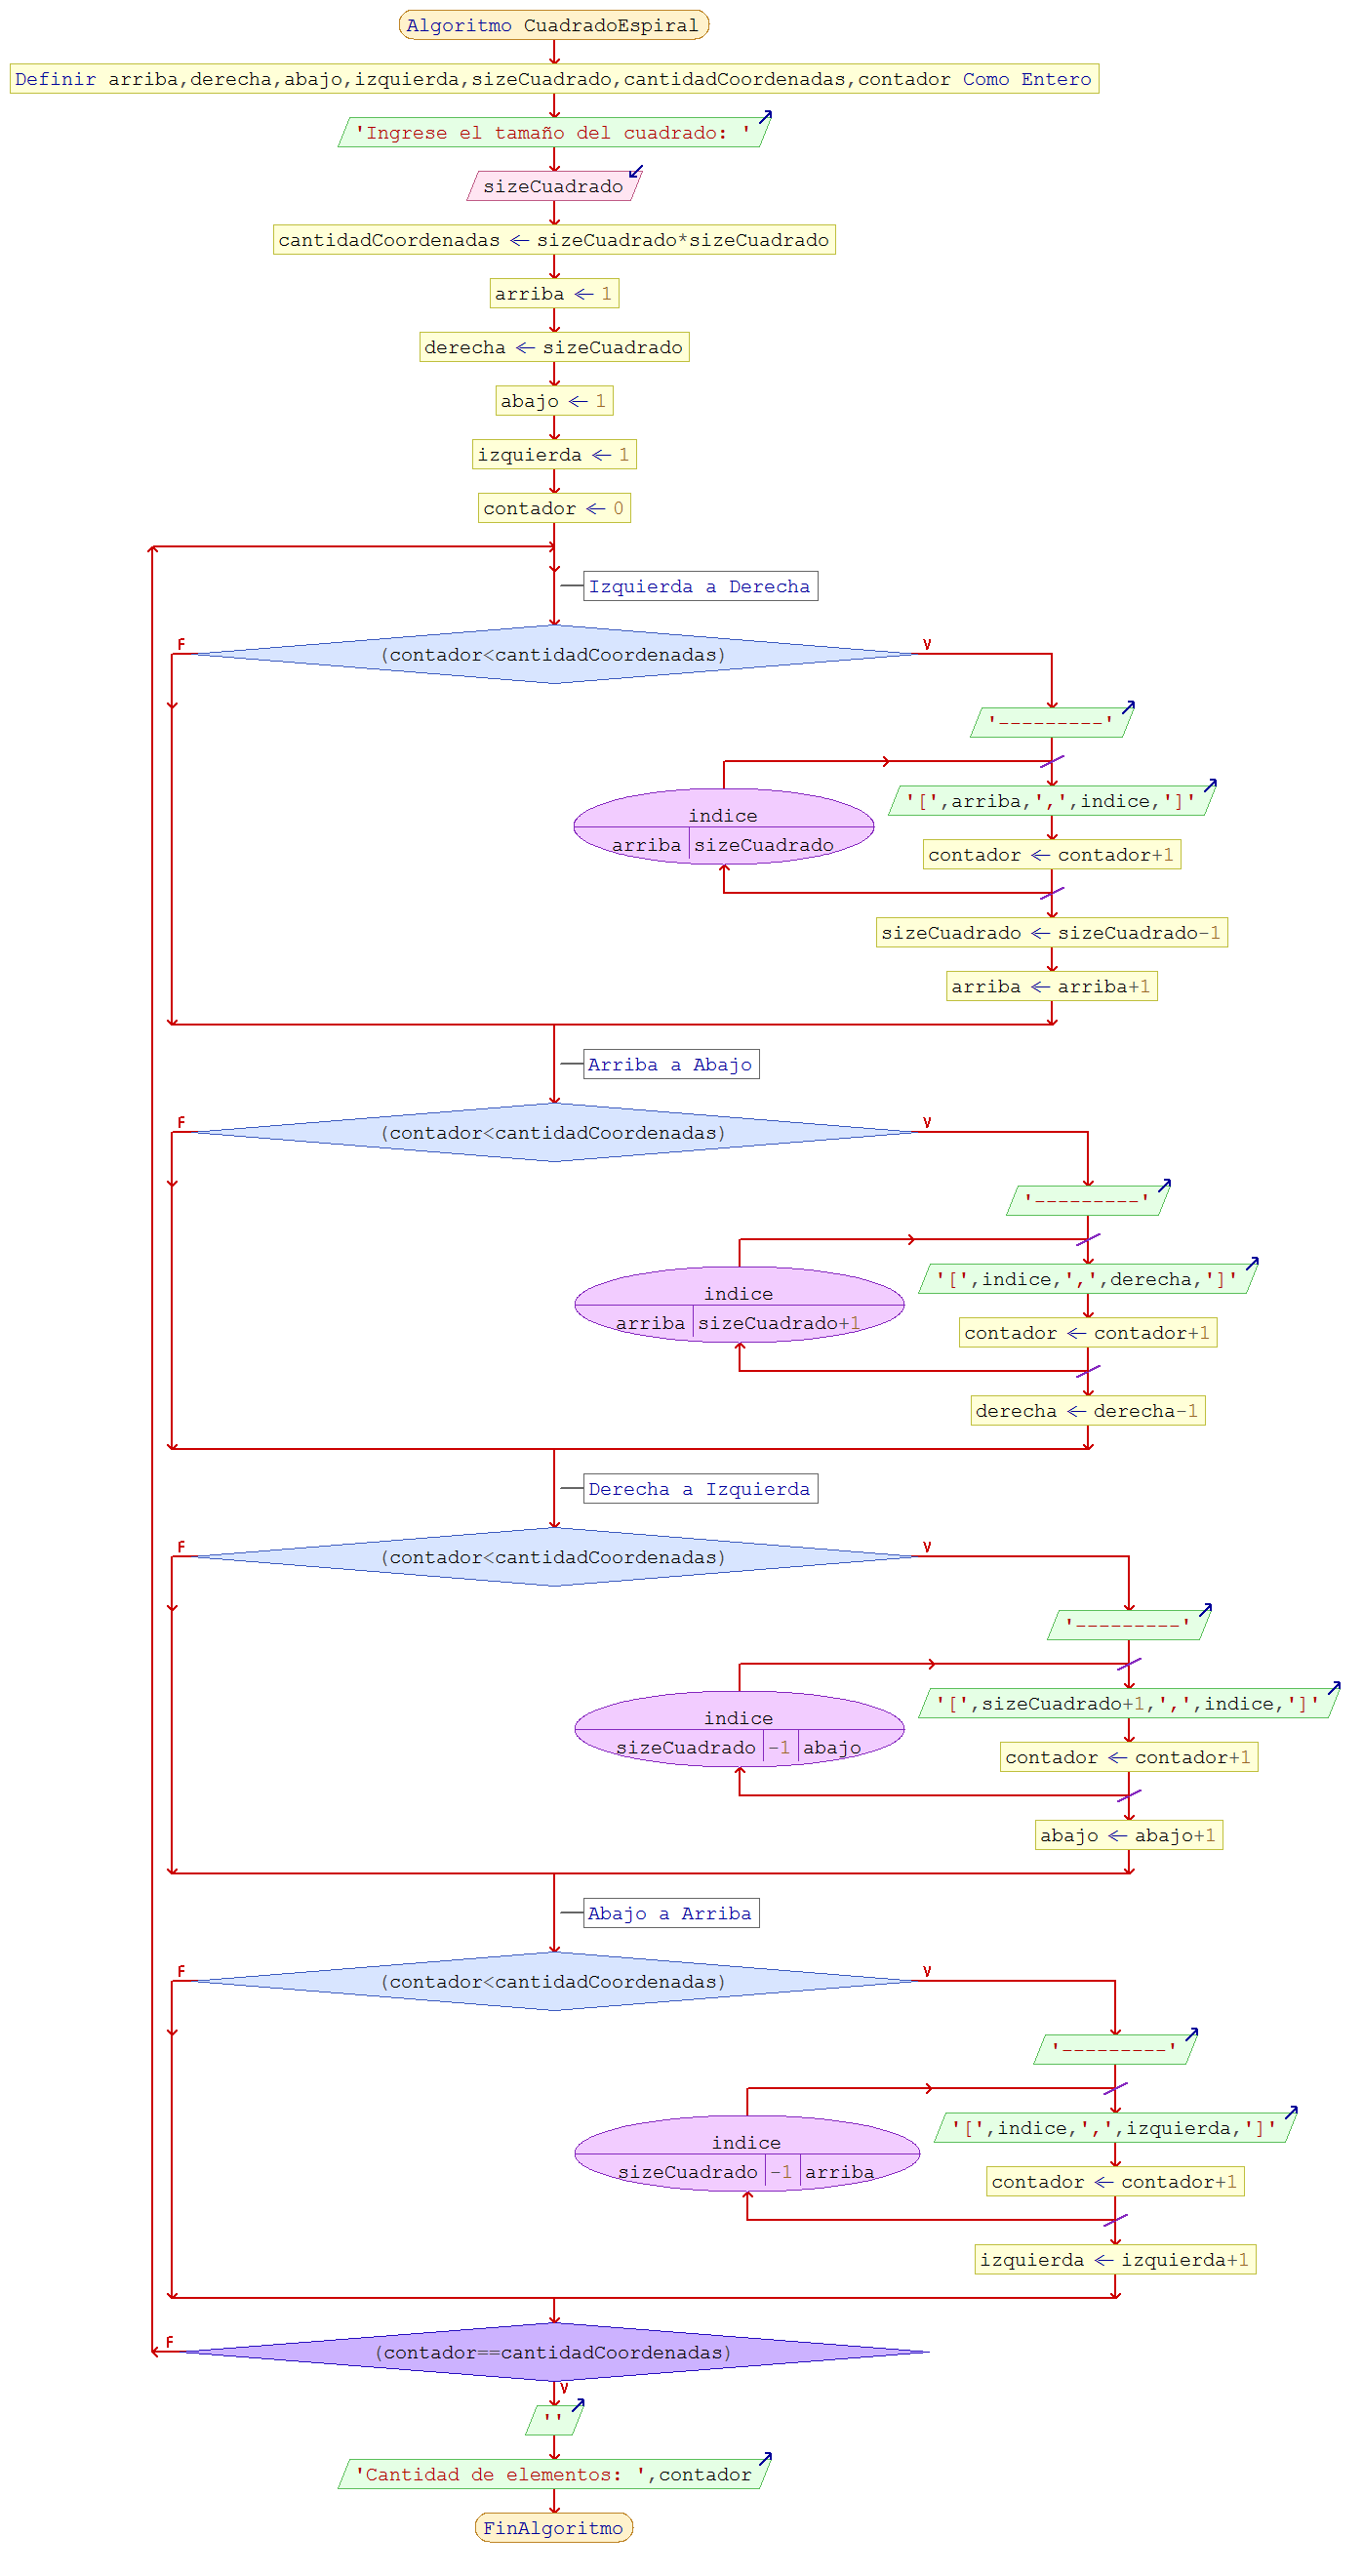 Algoritmo CuadradoEspiral
Definir arriba,derecha,abajo,izquierda,sizeCuadrado,cantidadCoordenadas,contador Como Entero
'Ingrese el tamaño del cuadrado: '
sizeCuadrado
cantidadCoordenadas ← sizeCuadrado*sizeCuadrado
arriba ← 1
derecha ← sizeCuadrado
abajo ← 1
izquierda ← 1
contador ← 0
Izquierda a Derecha
F
V
(contador<cantidadCoordenadas)
'---------'
'[',arriba,',',indice,']'
indice
arriba sizeCuadrado
contador ← contador+1
sizeCuadrado ← sizeCuadrado-1
arriba ← arriba+1
Arriba a Abajo
F
V
(contador<cantidadCoordenadas)
'---------'
'[',indice,',',derecha,']'
indice
arriba sizeCuadrado+1
contador ← contador+1
derecha ← derecha-1
Derecha a Izquierda
F
V
(contador<cantidadCoordenadas)
'---------'
'[',sizeCuadrado+1,',',indice,']'
indice
sizeCuadrado -1 abajo
contador ← contador+1
abajo ← abajo+1
Abajo a Arriba
F
V
(contador<cantidadCoordenadas)
'---------'
'[',indice,',',izquierda,']'
indice
sizeCuadrado -1 arriba
contador ← contador+1
izquierda ← izquierda+1
F
(contador==cantidadCoordenadas)
V
''
'Cantidad de elementos: ',contador
FinAlgoritmo